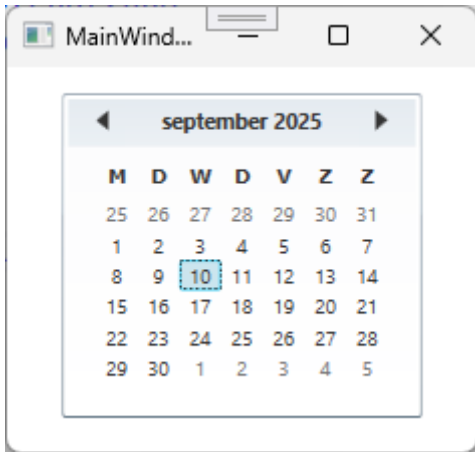 MainWind...
september 2025
M D W D V Z Z
25 26 27 28 29 30 31
1 2 3 4 5 6 7
8 9 10 11 12 13 14
15 16 17 18 19 20 21
22 23 24 25 26 27 28
29 30 1 2 3 4 5